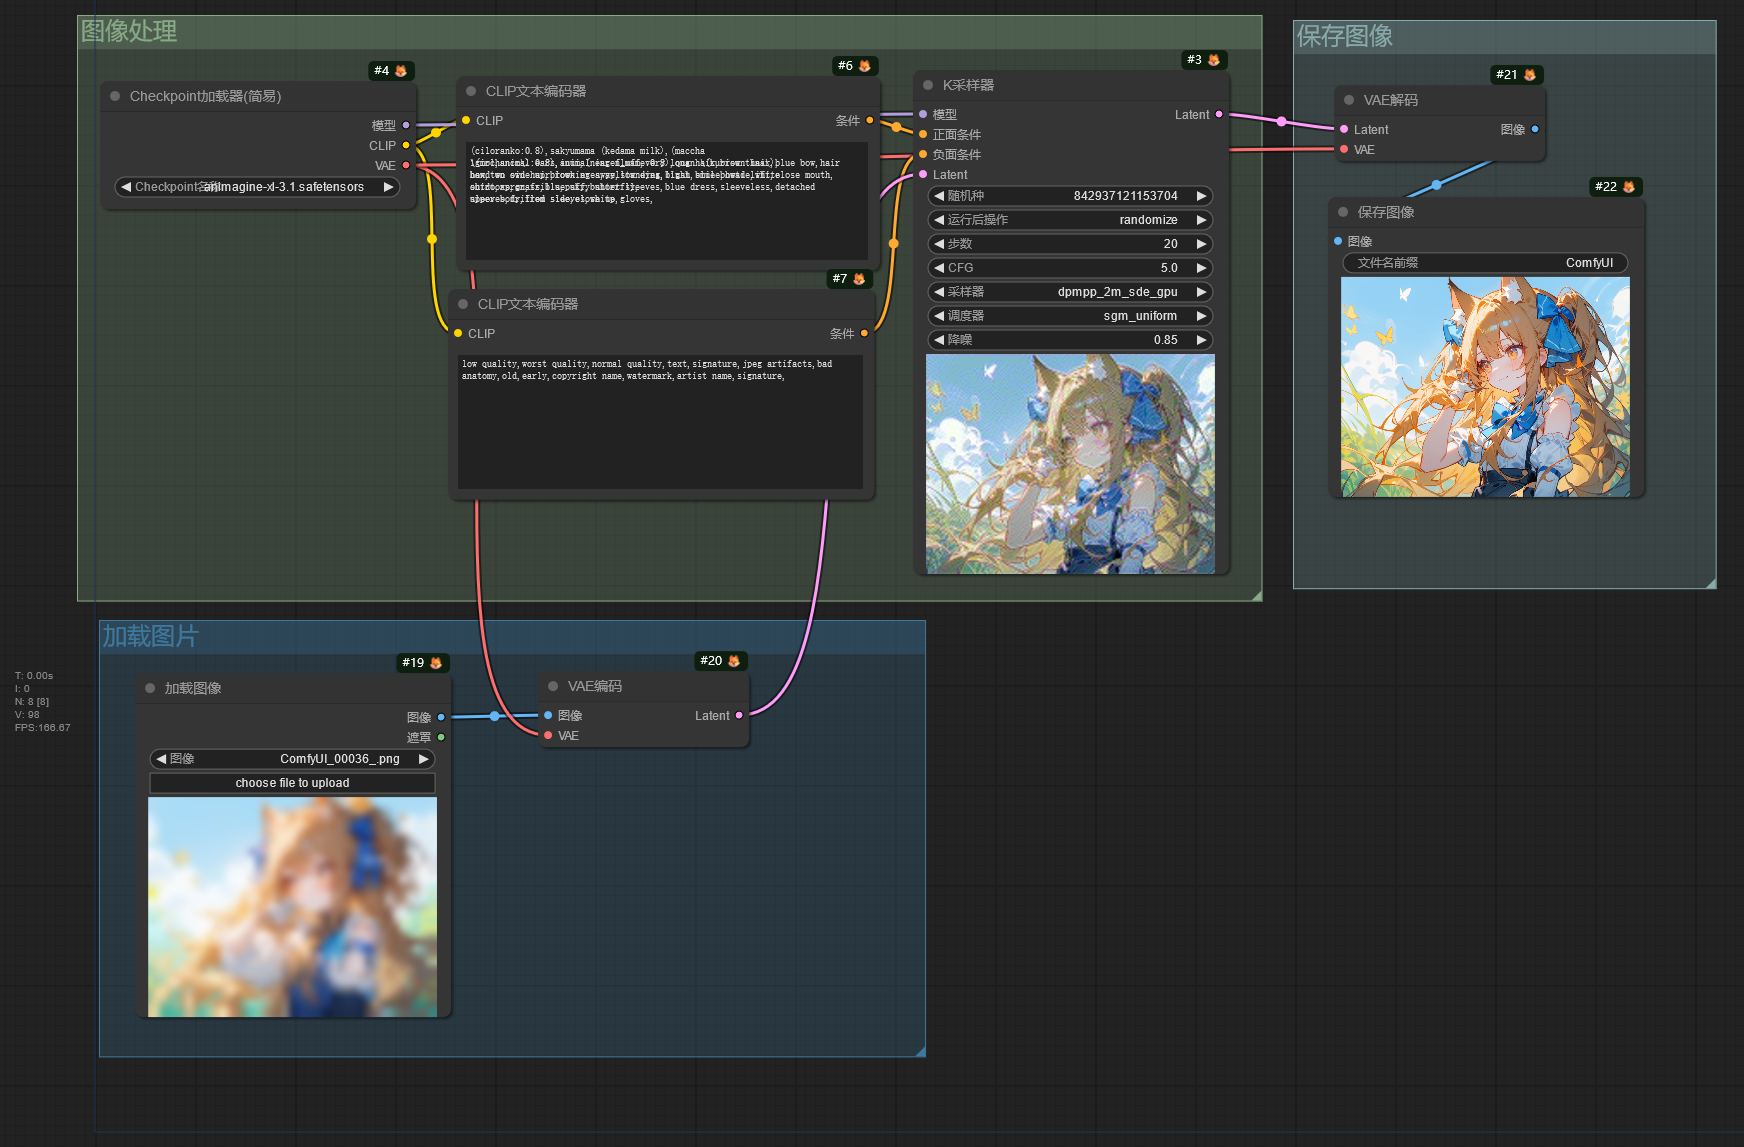 图像处理
#4
Checkpoint加载器(简易)
模型
CLIP
VAE
Checkpoint名称 animagine-xl-3.1.safetensors
#6
CLIP文本编码器
CLIP
条件
(ciloranko:0.8),sakyumama (kedama milk),(maccha
blue bow,hair
close mouth,
blue dress,sleeveless,detached
gloves,
#7
CLIP文本编码器
CLIP
条件
low quality,worst quality,normal quality,text,signature,jpeg artifacts,bad
anatomy,old,early,copyright name,watermark,artist name,signature,
#3
K采样器
模型
Latent
正面条件
负面条件
Latent
随机种 842937121153704
运行后操作 randomize
步数 20
CFG 5.0
采样器 dpmpp_2m_sde_gpu
调度器 sgm_uniform
降噪 0.85
保存图像
#21
VAE解码
Latent
图像
VAE
#22
保存图像
图像
文件名前缀 ComfyUI
加载图片
#19
加载图像
图像
遮罩
图像 ComfyUI_00036_.png
choose file to upload
#20
VAE编码
图像
Latent
VAE
T: 0.00s
I: 0
N: 8 [8]
V: 98
FPS:166.67